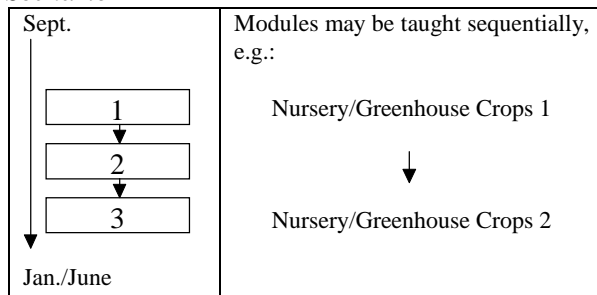 Sept.
1
2
3
Jan./June
Modules may be taught sequentially,
e.g.:
Nursery/Greenhouse Crops 1
Nursery/Greenhouse Crops 2